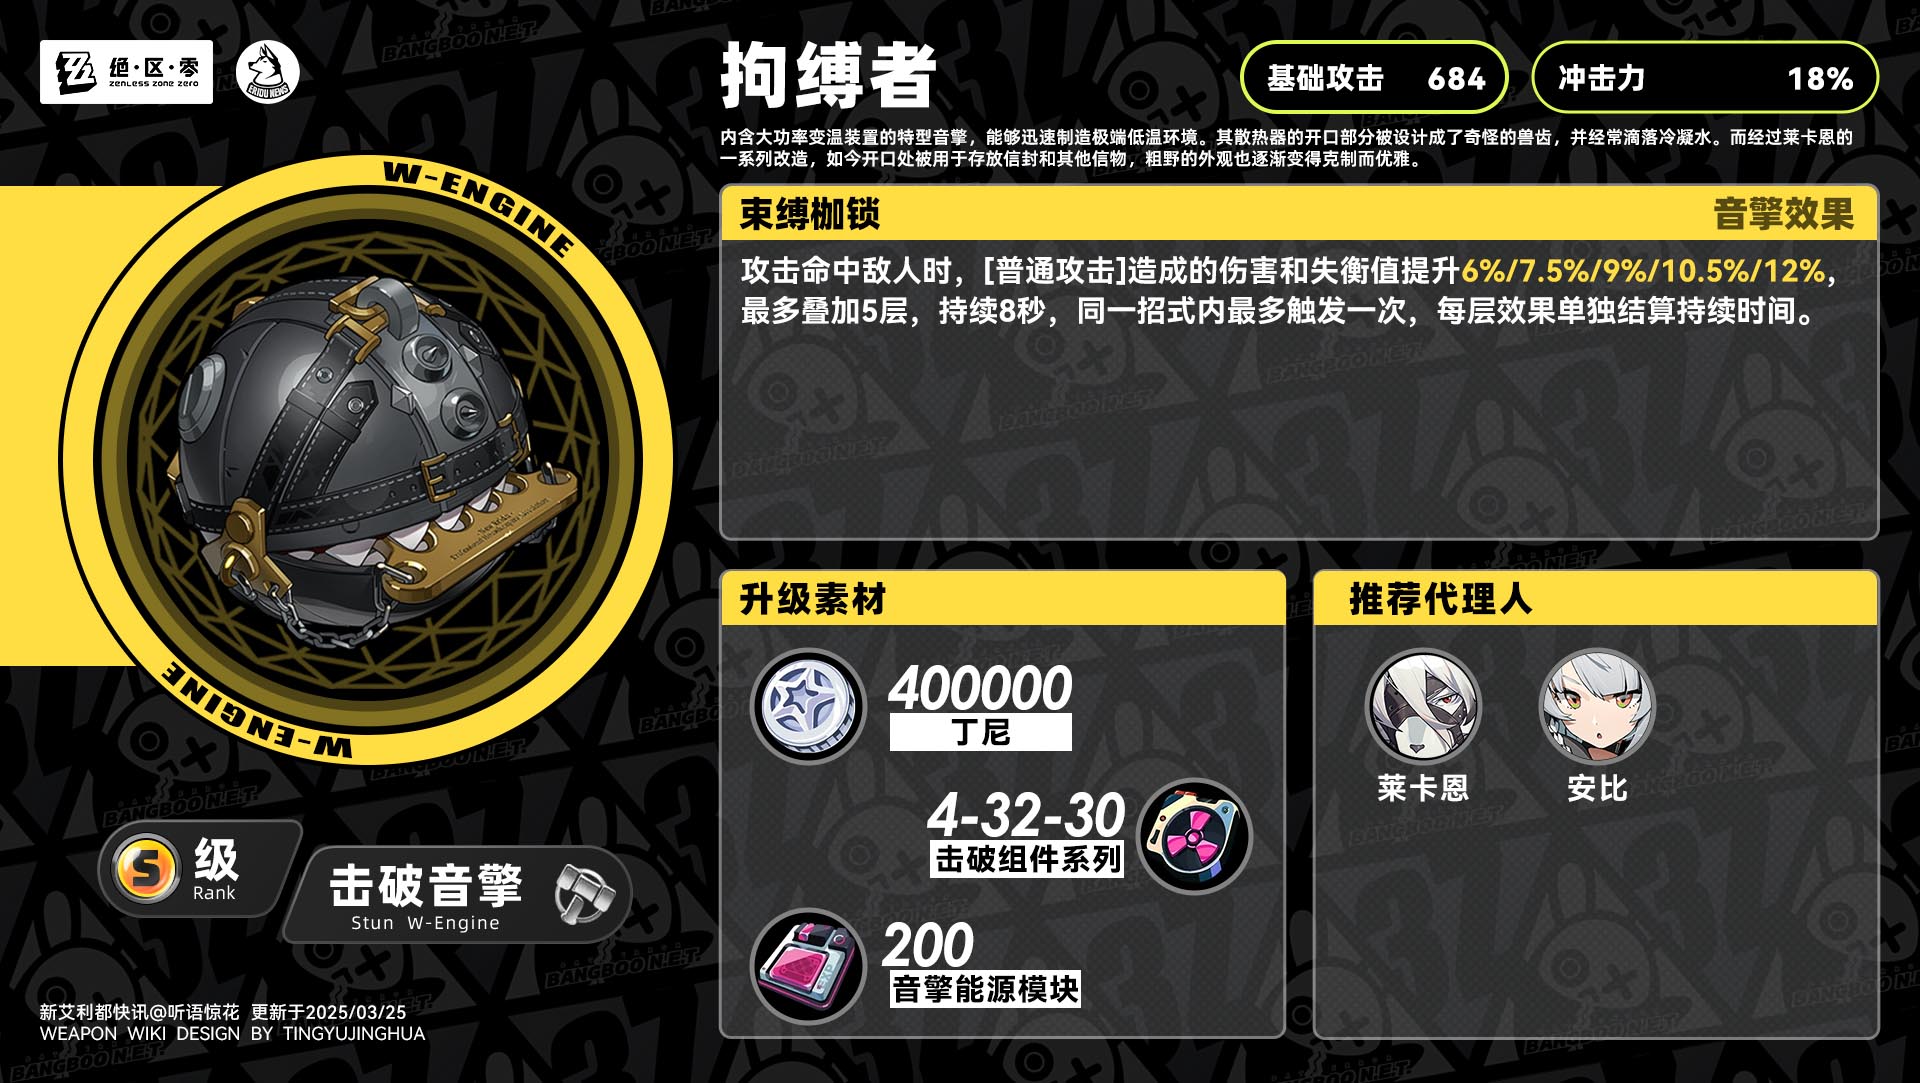 绝·区·零
ZENLESS ZONE ZERO
ERIDU NEWS
拘缚者
基础攻击 684
冲击力 18%
内含大功率变温装置的特型音擎，能够迅速制造极端低温环境。其散热器的开口部分被设计成了奇怪的兽齿，并经常滴落冷凝水。而经过莱卡恩的
一系列改造，如今开口处被用于存放信封和其他信物，粗野的外观也逐渐变得克制而优雅。
W-ENGINE
W-ENGINE
束缚枷锁
音擎效果
攻击命中敌人时，[普通攻击]造成的伤害和失衡值提升6%/7.5%/9%/10.5%/12%，
最多叠加5层，持续8秒，同一招式内最多触发一次，每层效果单独结算持续时间。
升级素材
400000
丁尼
4-32-30
击破组件系列
200
音擎能源模块
推荐代理人
莱卡恩
安比
S
级
Rank
击破音擎
Stun W-Engine
新艾利都快讯@听语惊花 更新于2025/03/25
WEAPON WIKI DESIGN BY TINGYUJINGHUA
BANGBOO N.E.T.